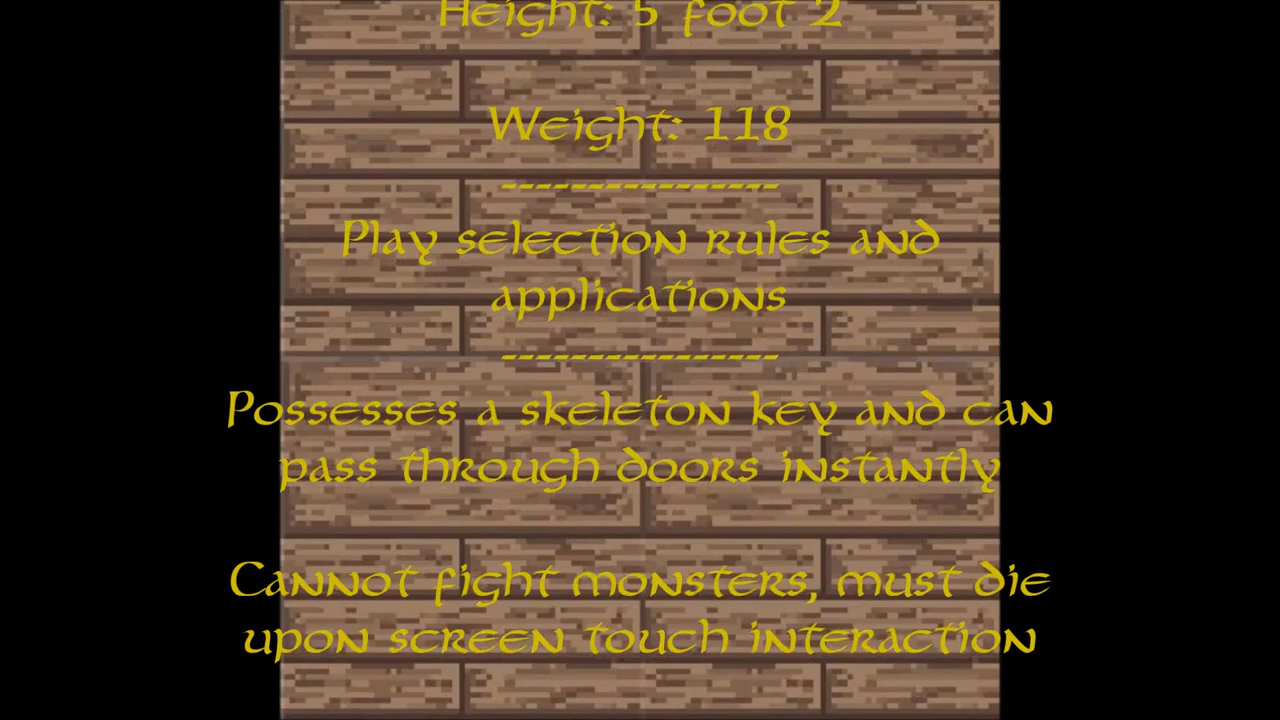 Height: 5 foot 2
Weight: 118
----------------
Play selection rules and
applications
----------------
Possesses a skeleton key and can
pass through doors instantly
Cannot fight monsters, must die
upon screen touch interaction